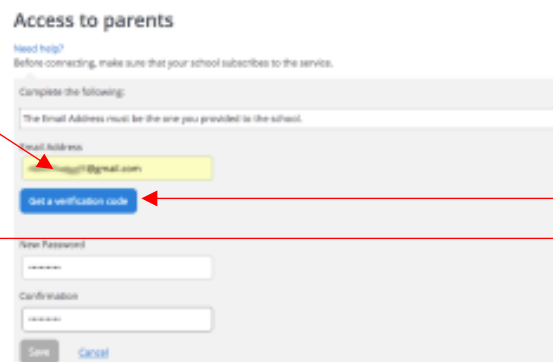 Access to parents
Need help?
Before connecting, make sure that your school subscribes to the service.
Complete the following:
The Email Address must be the one you provided to the school.
Email Address
@gmail.com
Get a verification code
New Password
Confirmation
Save Cancel